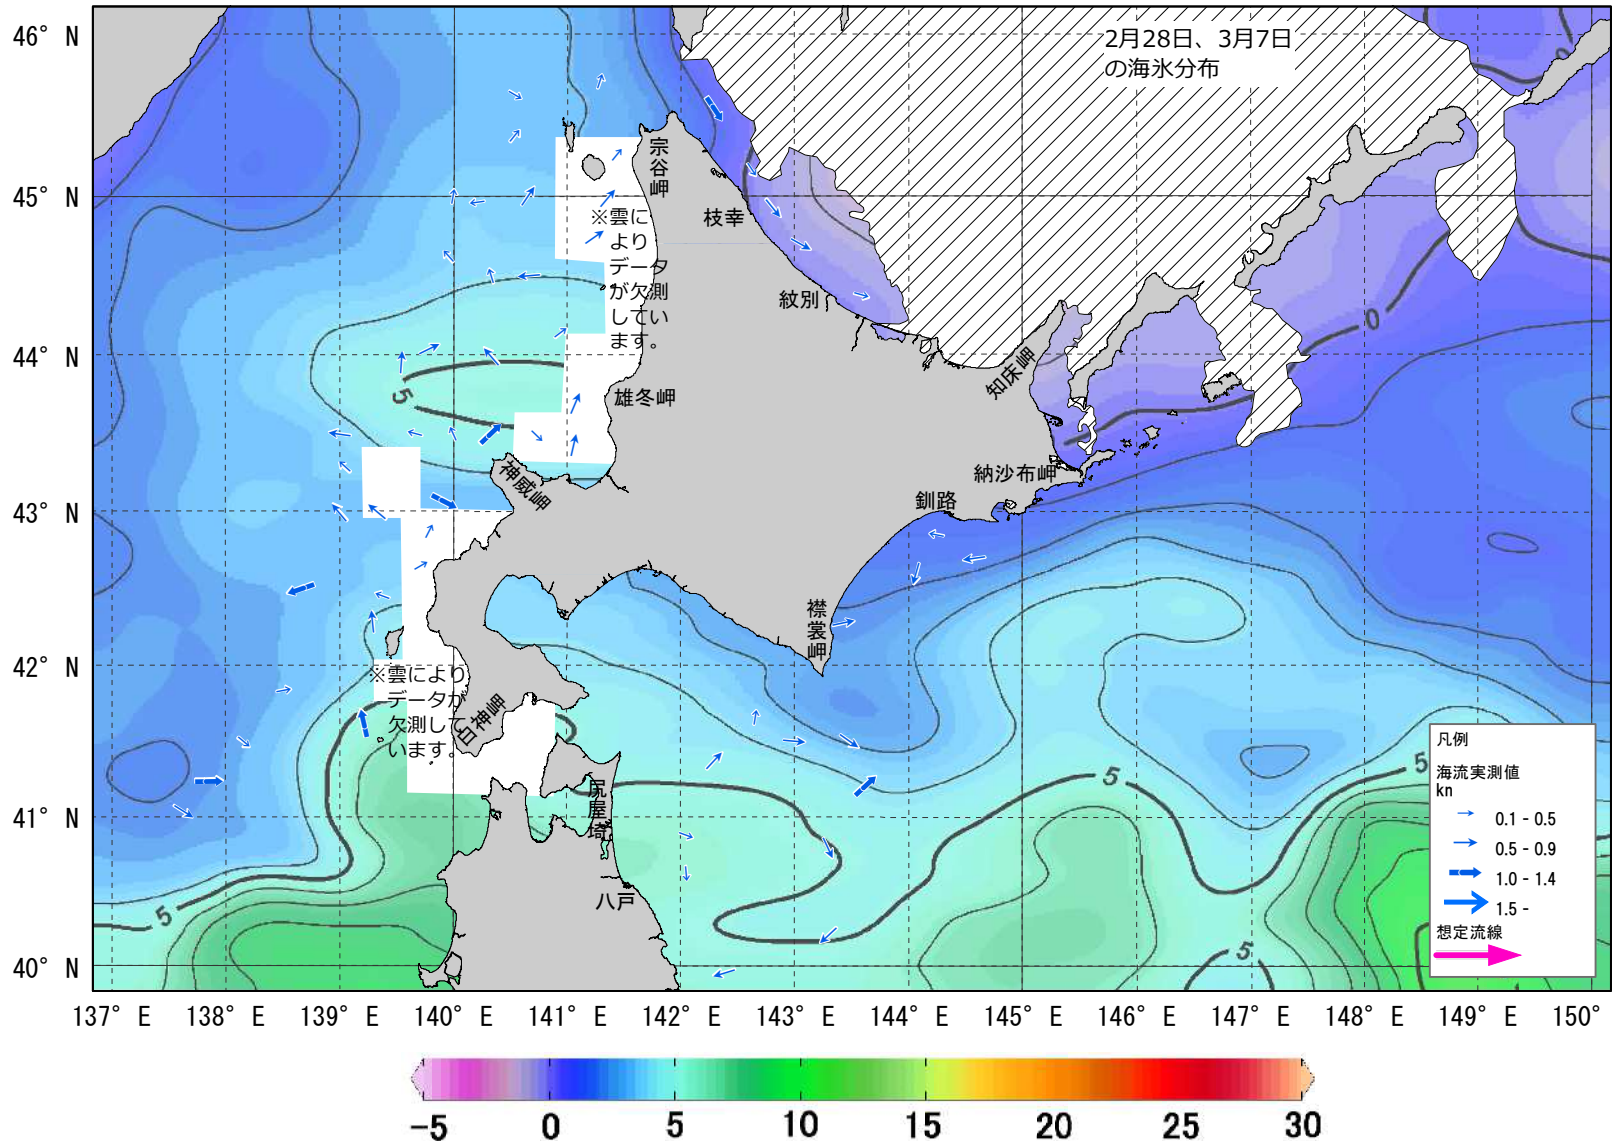 46° N
45° N
44° N
43° N
42° N
41° N
40° N
2月28日、3月7日
の海氷分布
宗谷岬
※雲に
より
データ
が欠測
してい
ます。
枝幸
紋別
知床岬
雄冬岬
神威岬
納沙布岬
釧路
襟裳岬
※雲により
データが
欠測して
います。
白神岬
尻屋埼
八戸
0
0
5
5
5
5
5
凡例
海流実測値
kn
0.1 - 0.5
0.5 - 0.9
1.0 - 1.4
1.5 -
想定流線
137° E 138° E 139° E 140° E 141° E 142° E 143° E 144° E 145° E 146° E 147° E 148° E 149° E 150°
-5 0 5 10 15 20 25 30